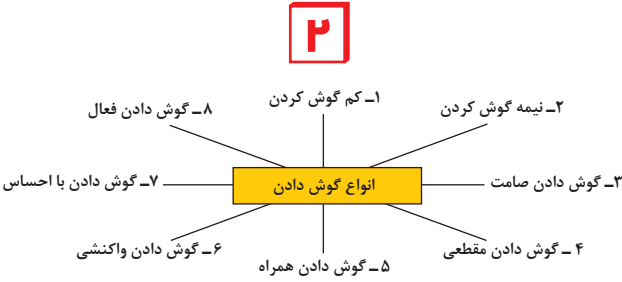 ۲
۱ـ کم گوش کردن
۲ـ نیمه گوش کردن
۸ـ گوش دادن فعال
انواع گوش دادن
۳ـ گوش دادن صامت
۷ـ گوش دادن با احساس
۴ ـ گوش دادن مقطعی
۶ ـ گوش دادن واکنشی
۵ ـ گوش دادن همراه